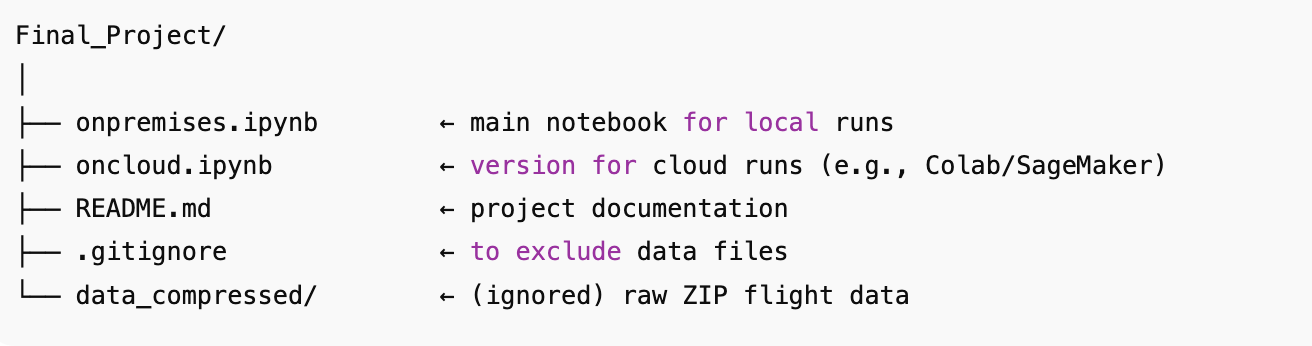 Final_Project/
│
├── onpremises.ipynb        ← main notebook for local runs
├── oncloud.ipynb           ← version for cloud runs (e.g., Colab/SageMaker)
├── README.md               ← project documentation
├── .gitignore              ← to exclude data files
└── data_compressed/        ← (ignored) raw ZIP flight data